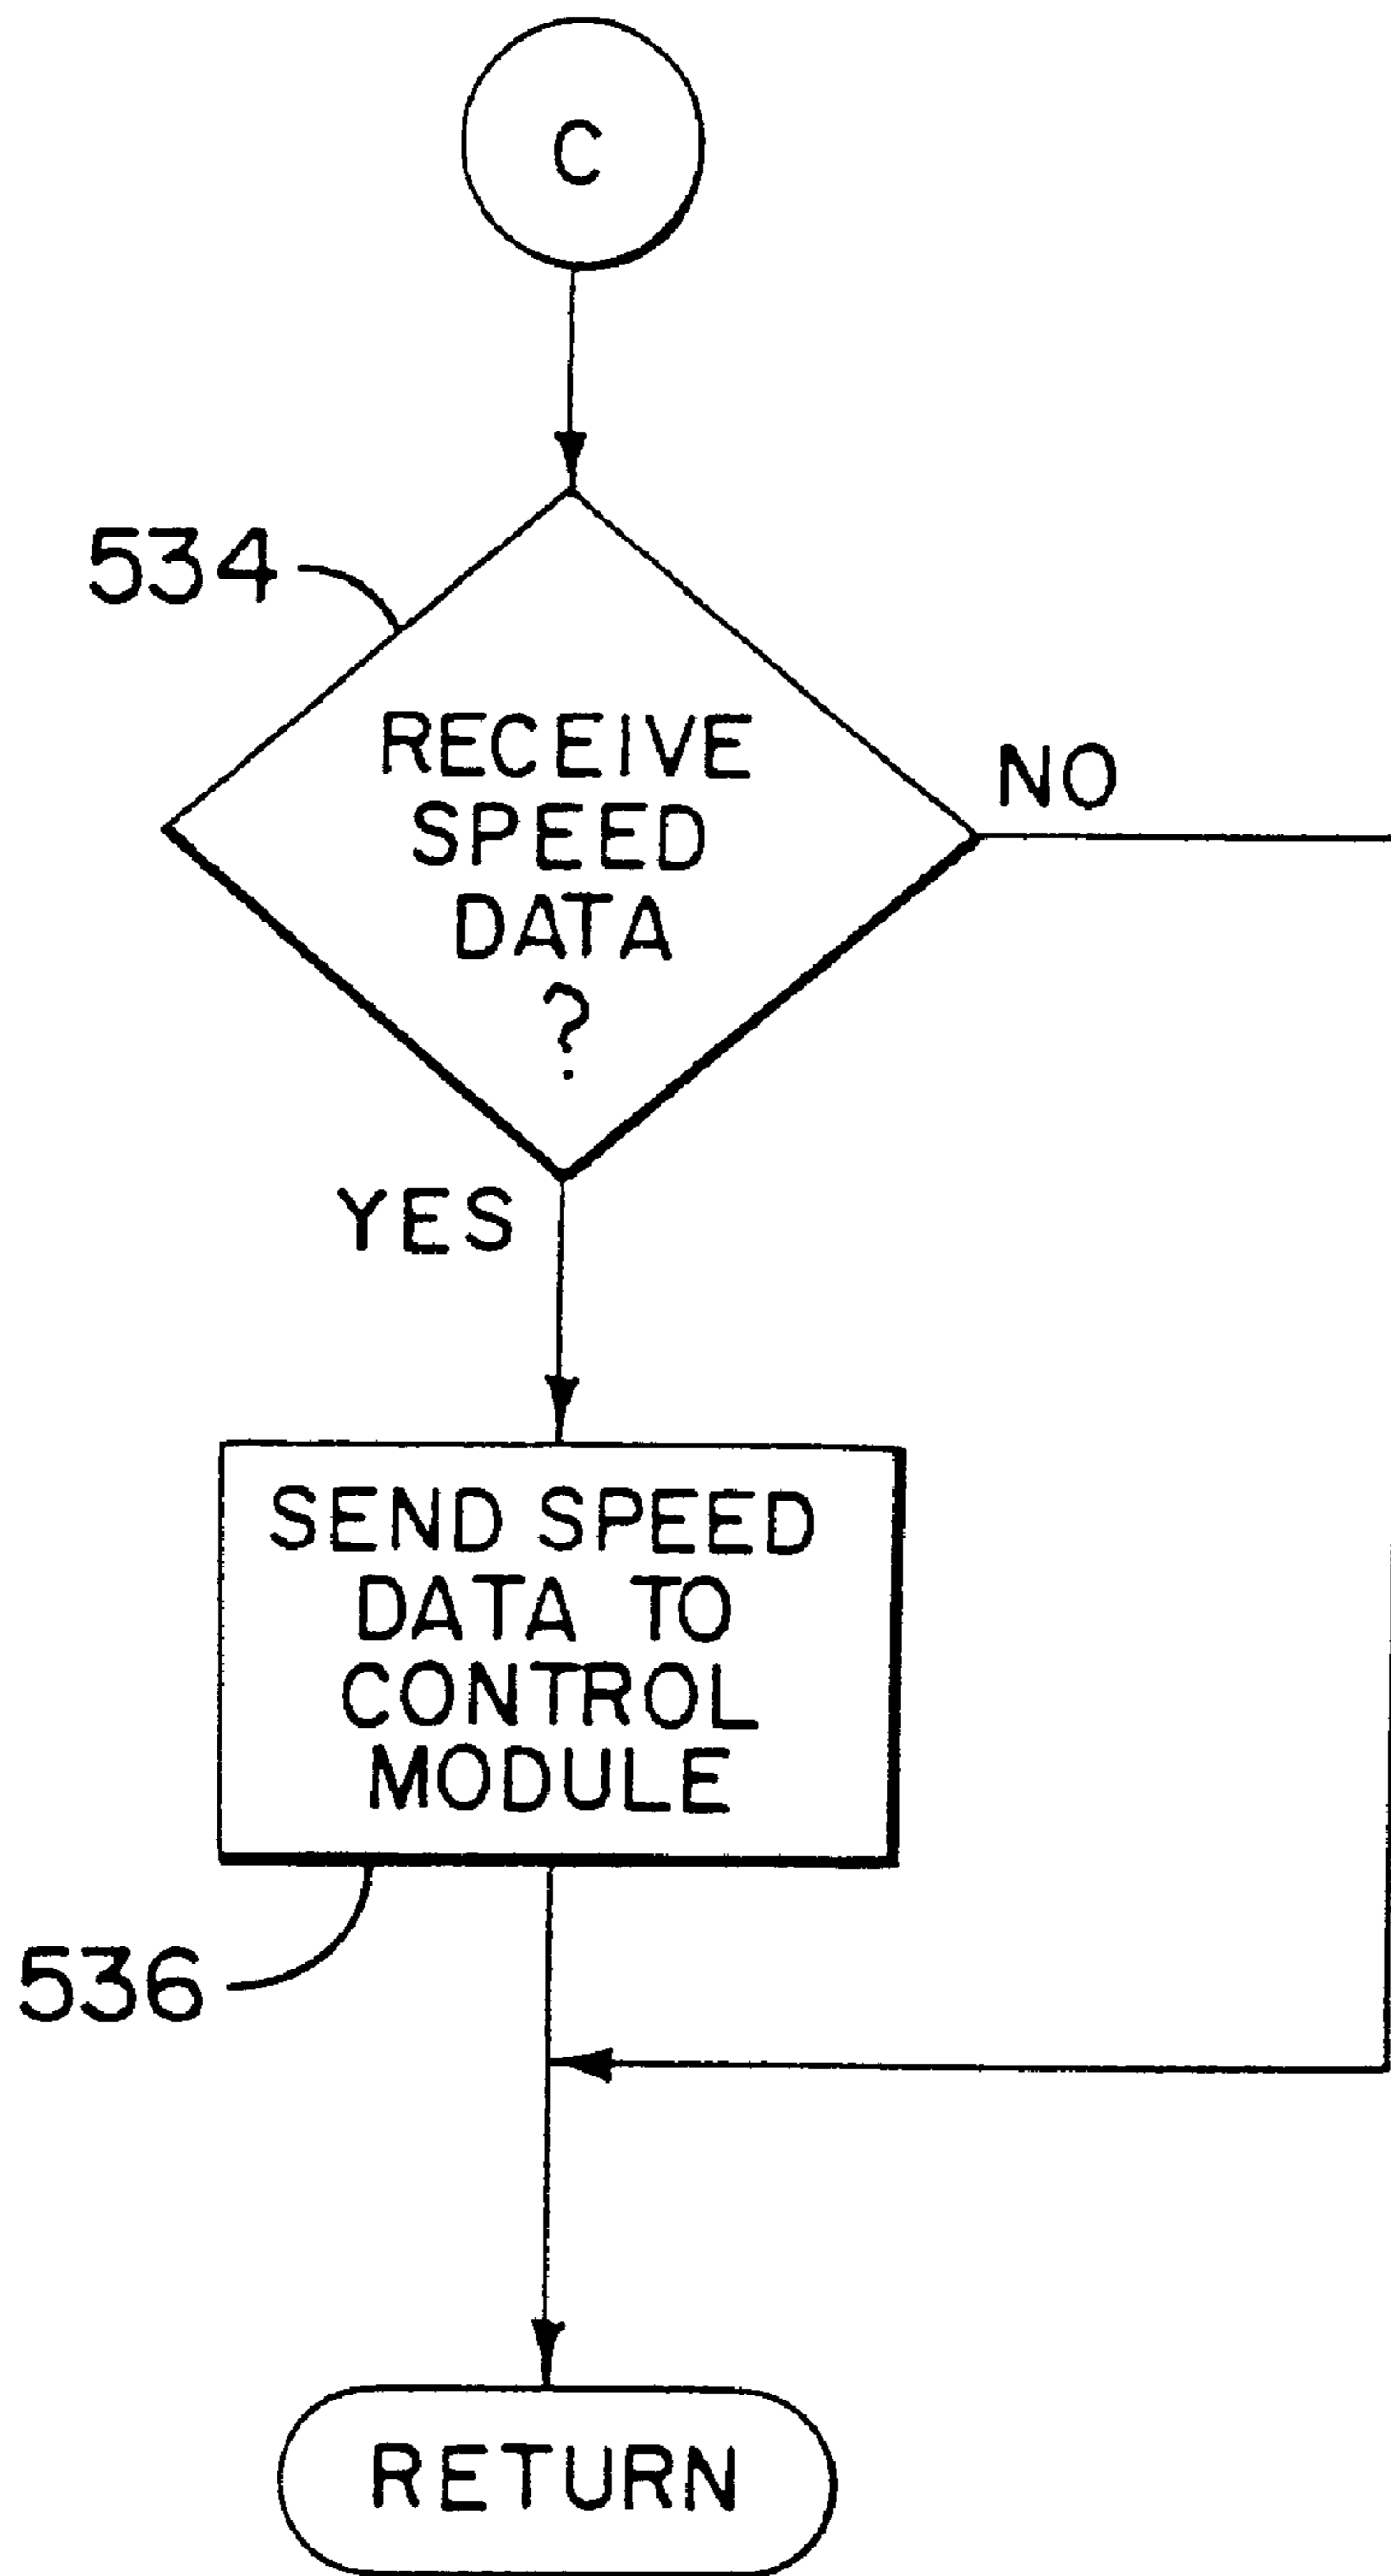 C
534
RECEIVE
SPEED
DATA
?
NO
YES
SEND SPEED
DATA TO
CONTROL
MODULE
536
RETURN